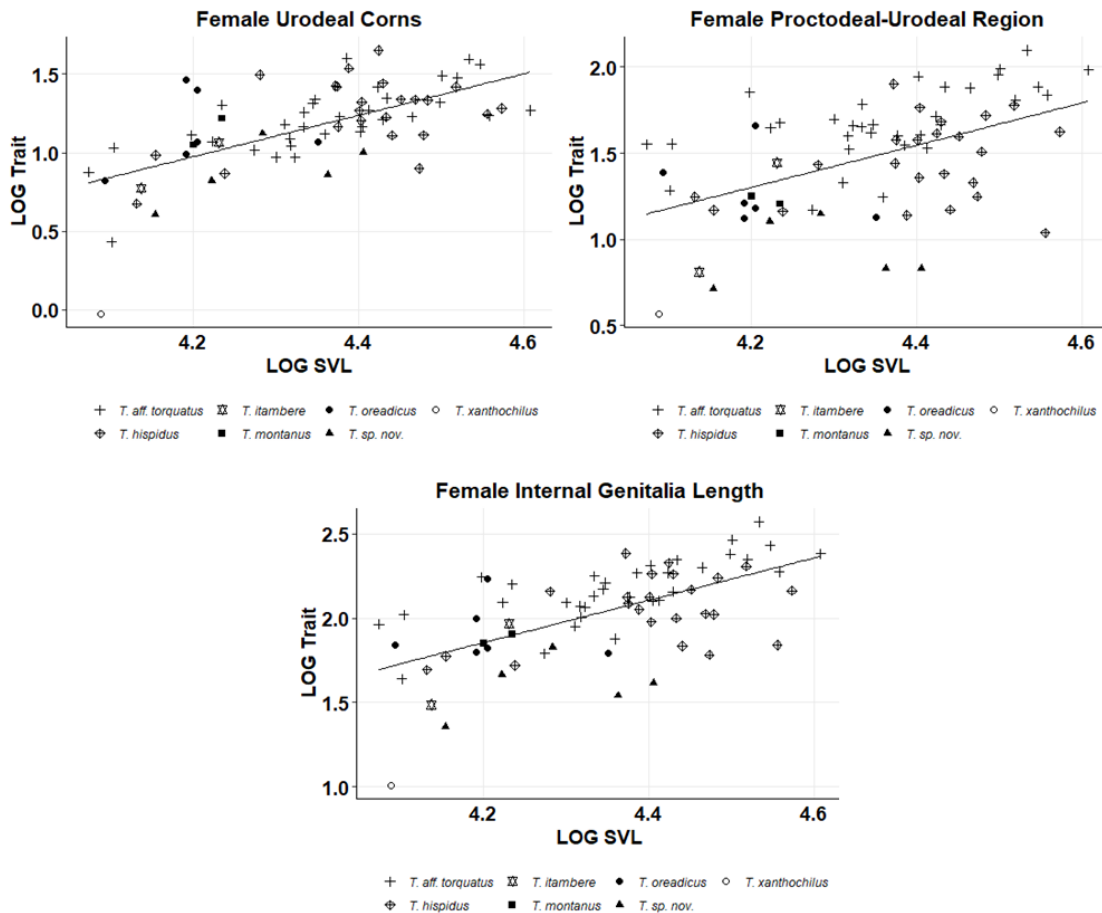 Female Urodeal Corns
LOG Trait
1.5
1.0
0.5
0.0
4.2 4.4 4.6
LOG SVL
T. aff. torquatus T. itambere T. oreadicus T. xanthochilus
T. hispidus T. montanus T. sp. nov.
Female Proctodeal-Urodeal Region
LOG Trait
2.0
1.5
1.0
0.5
4.2 4.4 4.6
LOG SVL
T. aff. torquatus T. itambere T. oreadicus T. xanthochilus
T. hispidus T. montanus T. sp. nov.
Female Internal Genitalia Length
LOG Trait
2.5
2.0
1.5
1.0
4.2 4.4 4.6
LOG SVL
T. aff. torquatus T. itambere T. oreadicus T. xanthochilus
T. hispidus T. montanus T. sp. nov.